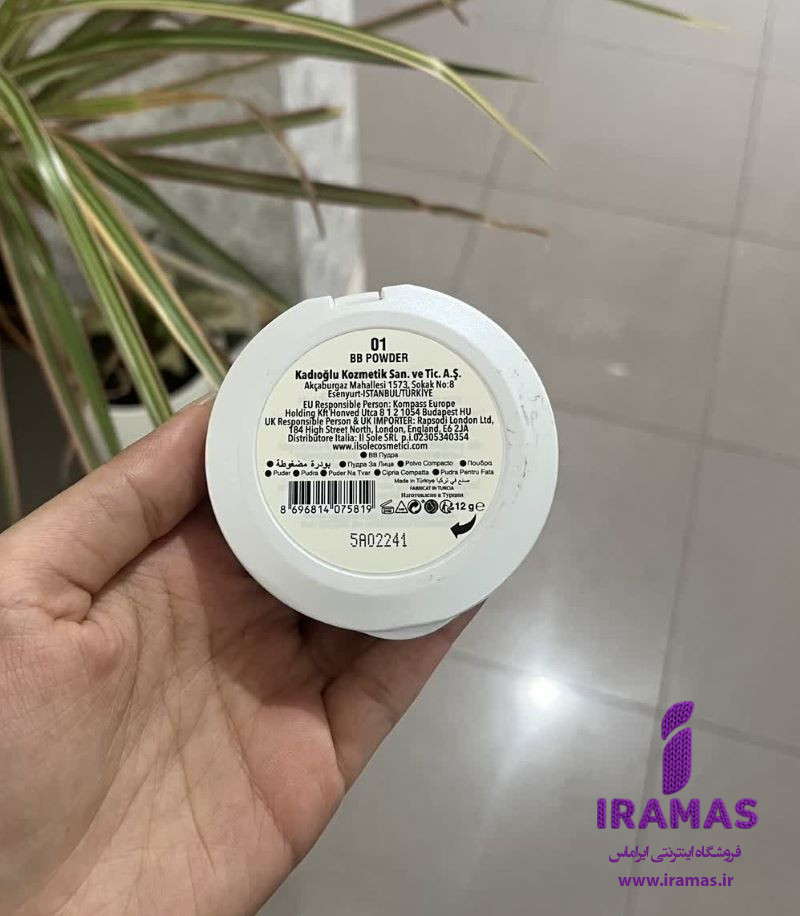 01
BB POWDER
Kadıoğlu Kozmetik San. ve Tic. A.Ş.
Akçaburgaz Mahallesi 1573, Sokak No:8
Esenyurt-ISTANBUL/TÜRKİYE
EU Responsible Person: Kompass Europe
Holding Kft Honved Utca 8 1 2 1054 Budapest HU
UK Responsible Person & UK IMPORTER: Rapsodi London Ltd,
184 High Street North, London, England, E6 2JA
Distribütore Italia: Il Sole SRL p.i.02305340354
www.ilsolecosmetici.com
● BB Пудра
● بودرة مضغوطة ● Пудра За Лице ● Polvo Compacto ● Поуδρα
● Puder ● Pudra ● Puder Na Tvar ● Cipria Compatta ● Pudra Pentru Fata
Made in Türkiye صنع في تركيا
FABRICAT IN TURCIA
Изготовлено в Турции
8 696814 075819
12 g e
5A02241
IRAMAS
فروشگاه اینترنتی ایراماس
www.iramas.ir